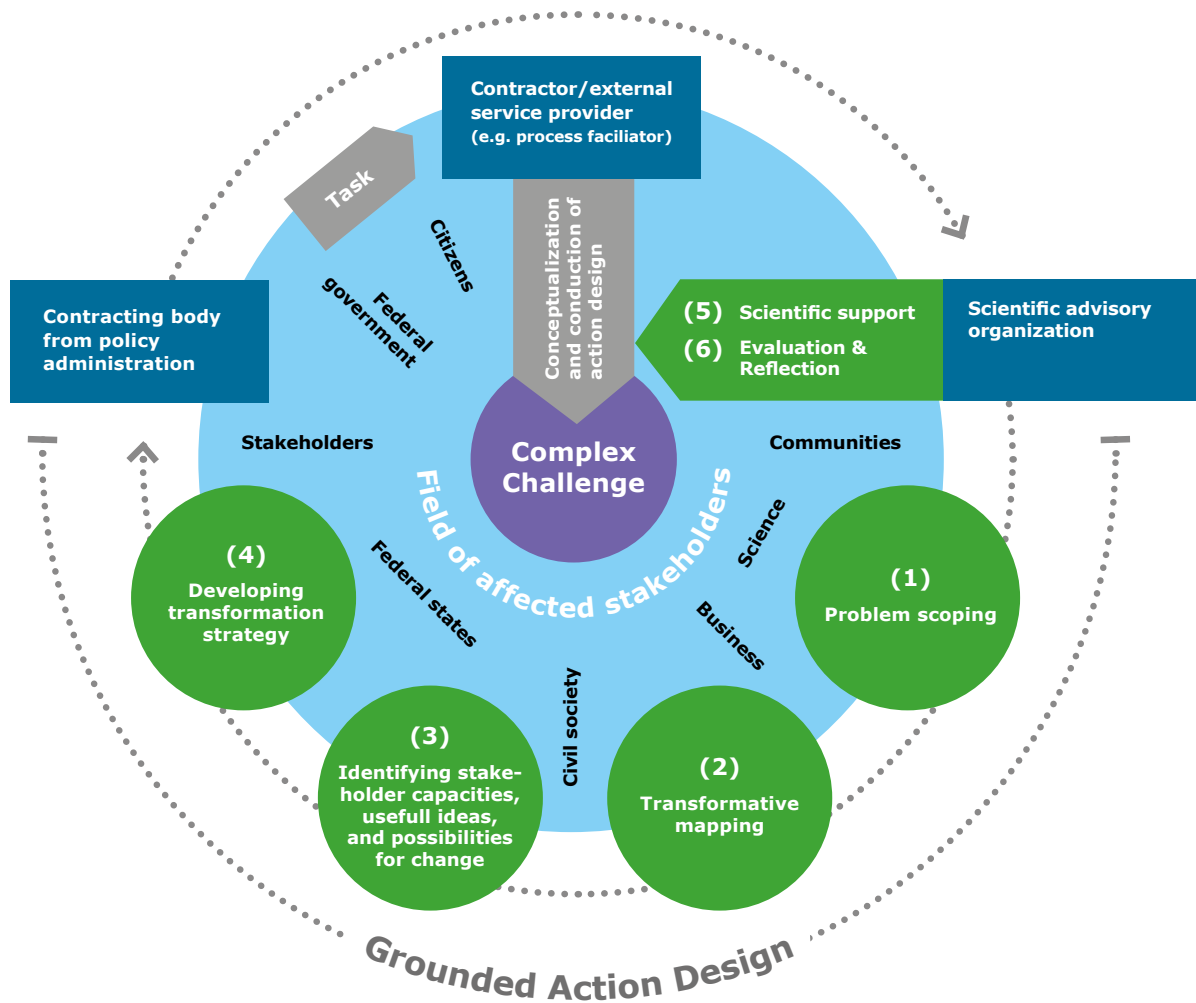 Contractor/external
service provider
(e.g. process faciliator)
Task
Citizens
Federal
government
Conceptualization
and conduction of
action design
Contracting body
from policy
administration
(5) Scientific support
(6) Evaluation &
Reflection
Scientific advisory
organization
Stakeholders
Complex
Challenge
Communities
Field of affected stakeholders
Science
Federal states
Business
Civil society
(4)
Developing
transformation
strategy
(1)
Problem scoping
(3)
Identifying stake-
holder capacities,
usefull ideas,
and possibilities
for change
(2)
Transformative
mapping
Grounded Action Design